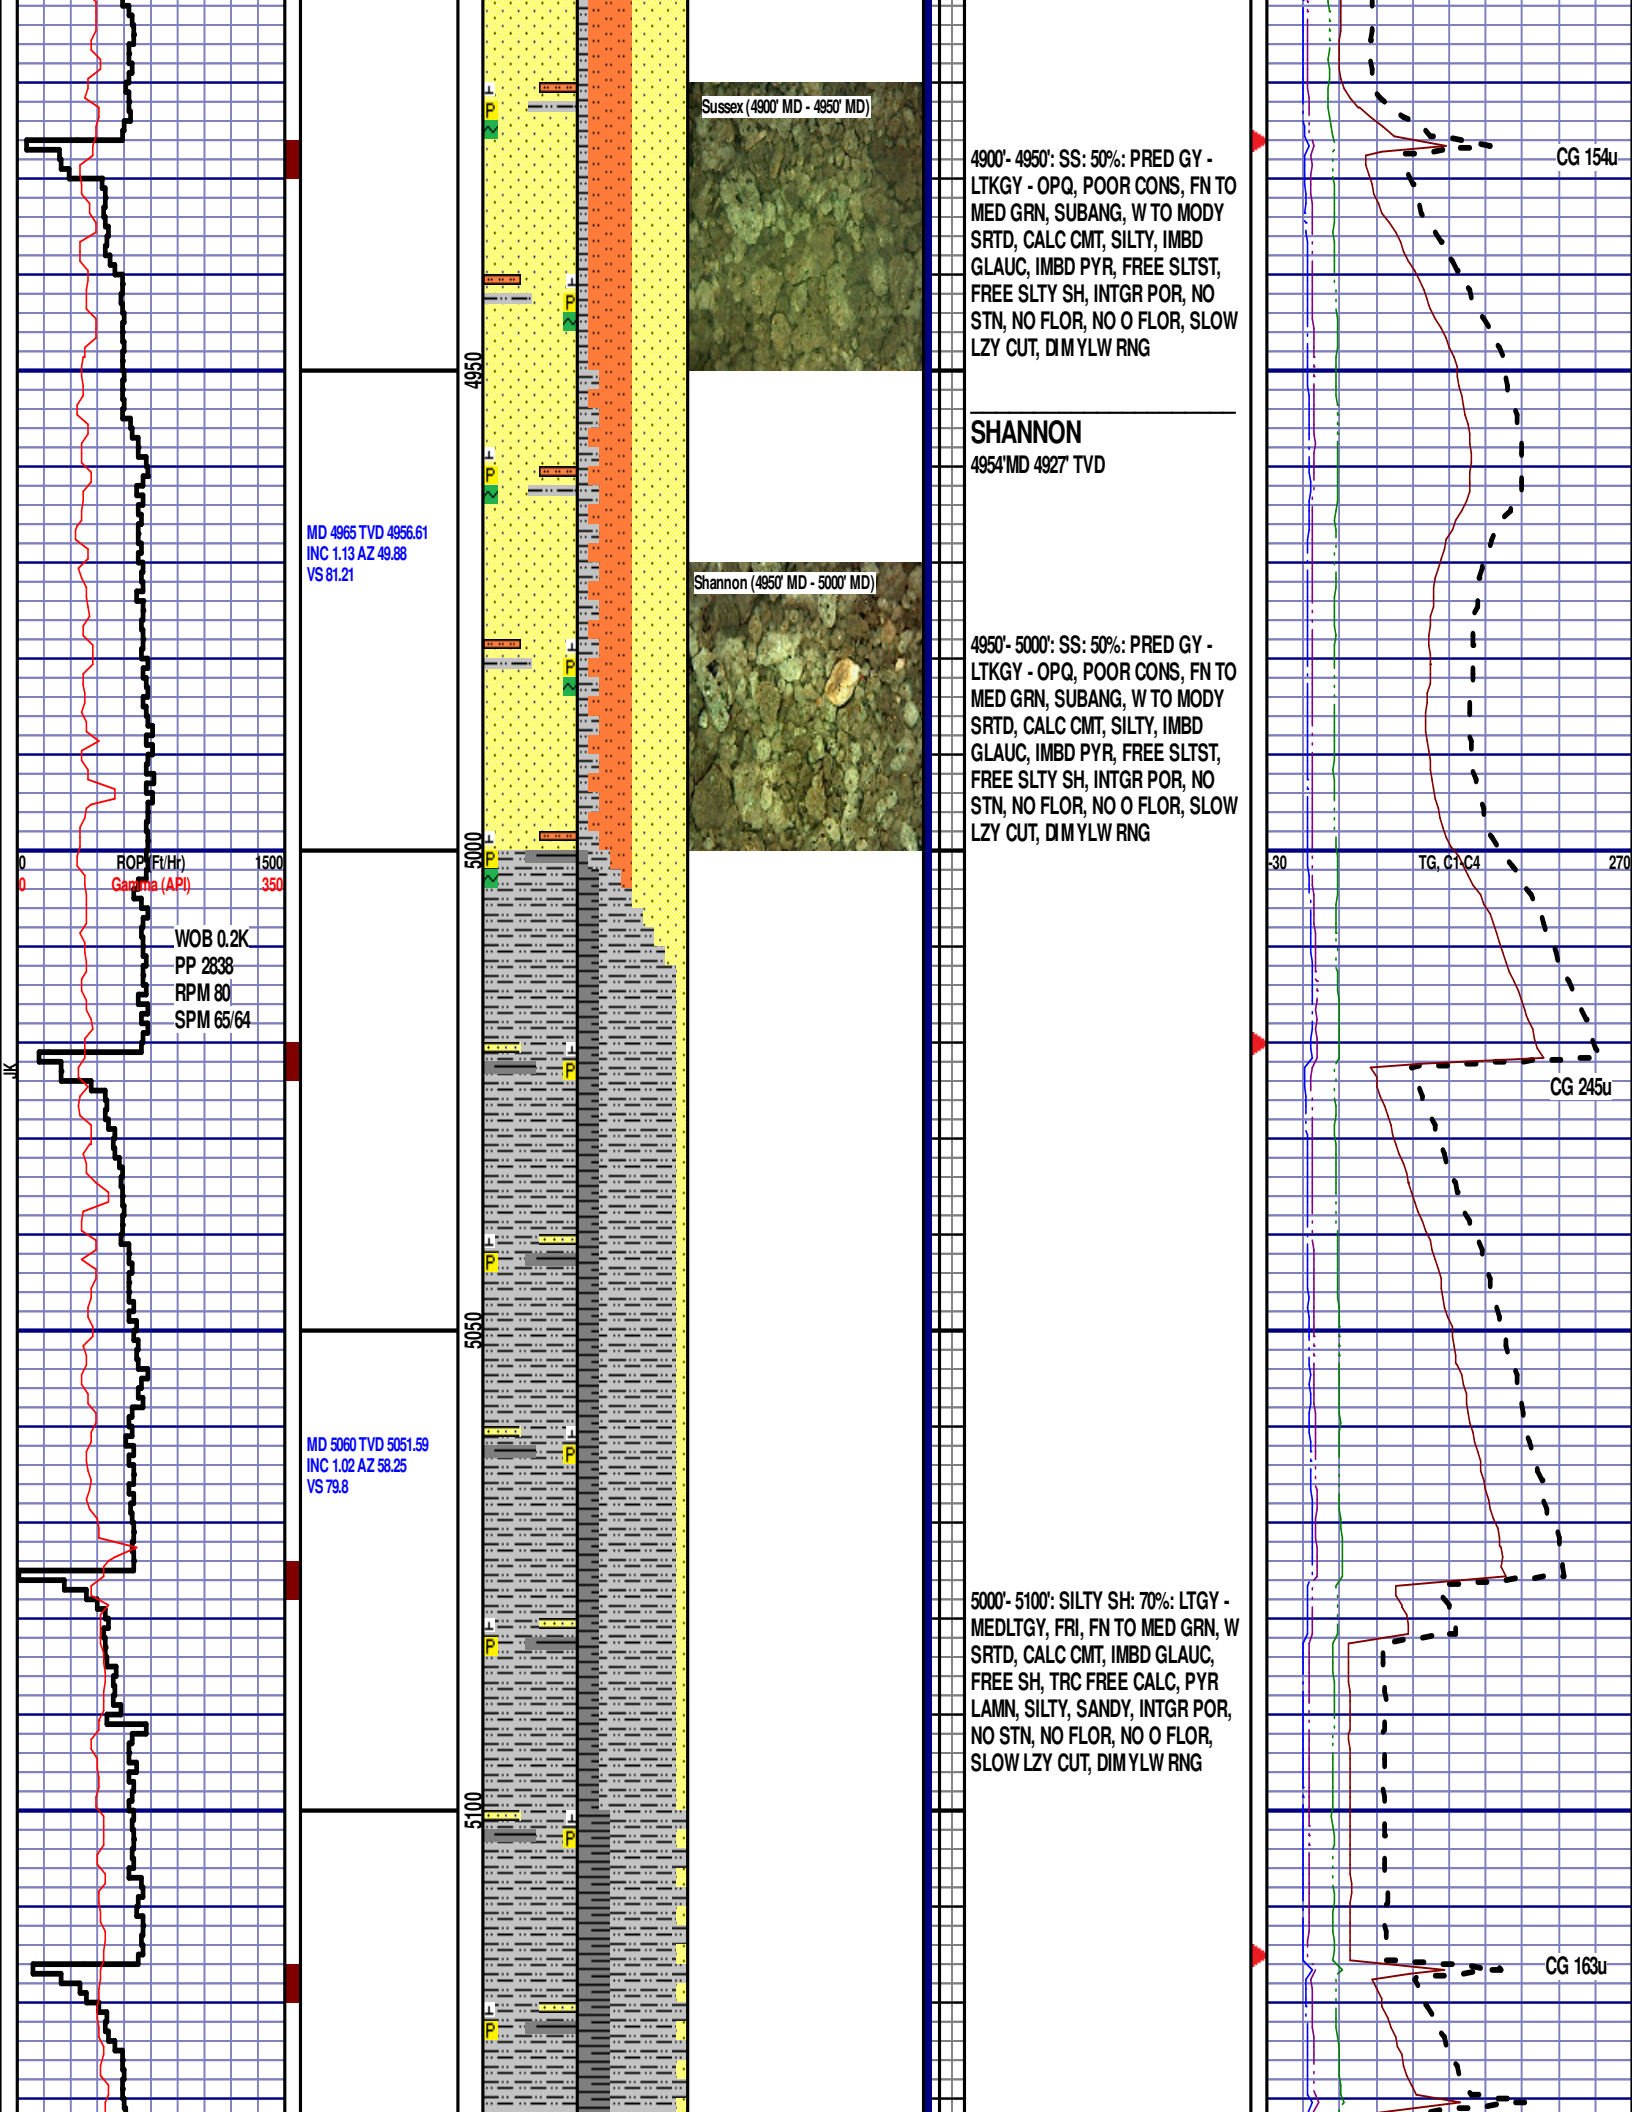 Sussex (4900' MD - 4950' MD)
CG 154u
4900'- 4950': SS: 50%: PRED GY -
LTKGY - OPQ, POOR CONS, FN TO
MED GRN, SUBANG, W TO MODY
SRTD, CALC CMT, SILTY, IMBD
GLAUC, IMBD PYR, FREE SLTST,
FREE SLTY SH, INTGR POR, NO
STN, NO FLOR, NO O FLOR, SLOW
LZY CUT, DIM YLW RNG
4950
SHANNON
4954'MD 4927' TVD
MD 4965 TVD 4956.61
INC 1.13 AZ 49.88
VS 81.21
Shannon (4950' MD - 5000' MD)
4950'- 5000': SS: 50%: PRED GY -
LTKGY - OPQ, POOR CONS, FN TO
MED GRN, SUBANG, W TO MODY
SRTD, CALC CMT, SILTY, IMBD
GLAUC, IMBD PYR, FREE SLTST,
FREE SLTY SH, INTGR POR, NO
STN, NO FLOR, NO O FLOR, SLOW
LZY CUT, DIM YLW RNG
5000
0 ROP (Ft/Hr) 1500
0 Gamma (API) 350
-30 TG, C1-C4 270
WOB 0.2K
PP 2838
RPM 80
SPM 65/64
JK
CG 245u
5050
MD 5060 TVD 5051.59
INC 1.02 AZ 58.25
VS 79.8
5000'- 5100': SILTY SH: 70%: LTGY -
MEDLTGY, FRI, FN TO MED GRN, W
SRTD, CALC CMT, IMBD GLAUC,
FREE SH, TRC FREE CALC, PYR
LAMN, SILTY, SANDY, INTGR POR,
NO STN, NO FLOR, NO O FLOR,
SLOW LZY CUT, DIM YLW RNG
5100
CG 163u
P
P
P
P
P
P
P
P
P
P
P